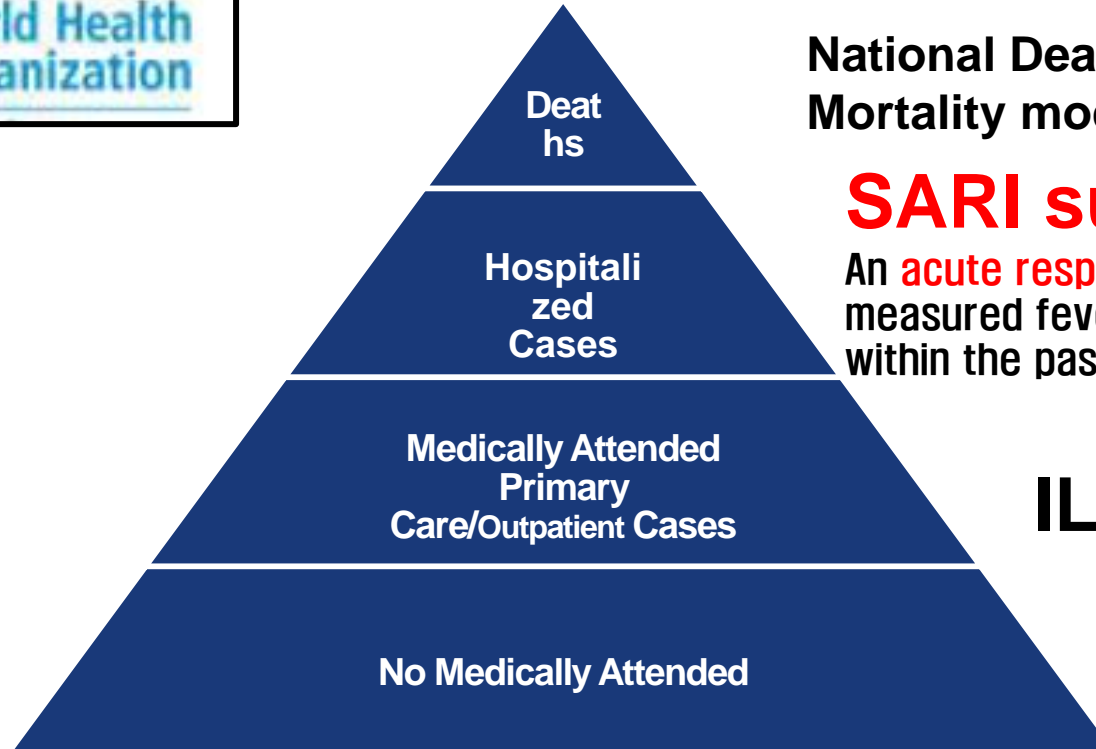 ld Health
anization
National Dea
Mortality mo
Deat
hs
SARI su
An acute resp
measured feve
within the pas
Hospitali
zed
Cases
Medically Attended
Primary
Care/Outpatient Cases
IL
No Medically Attended